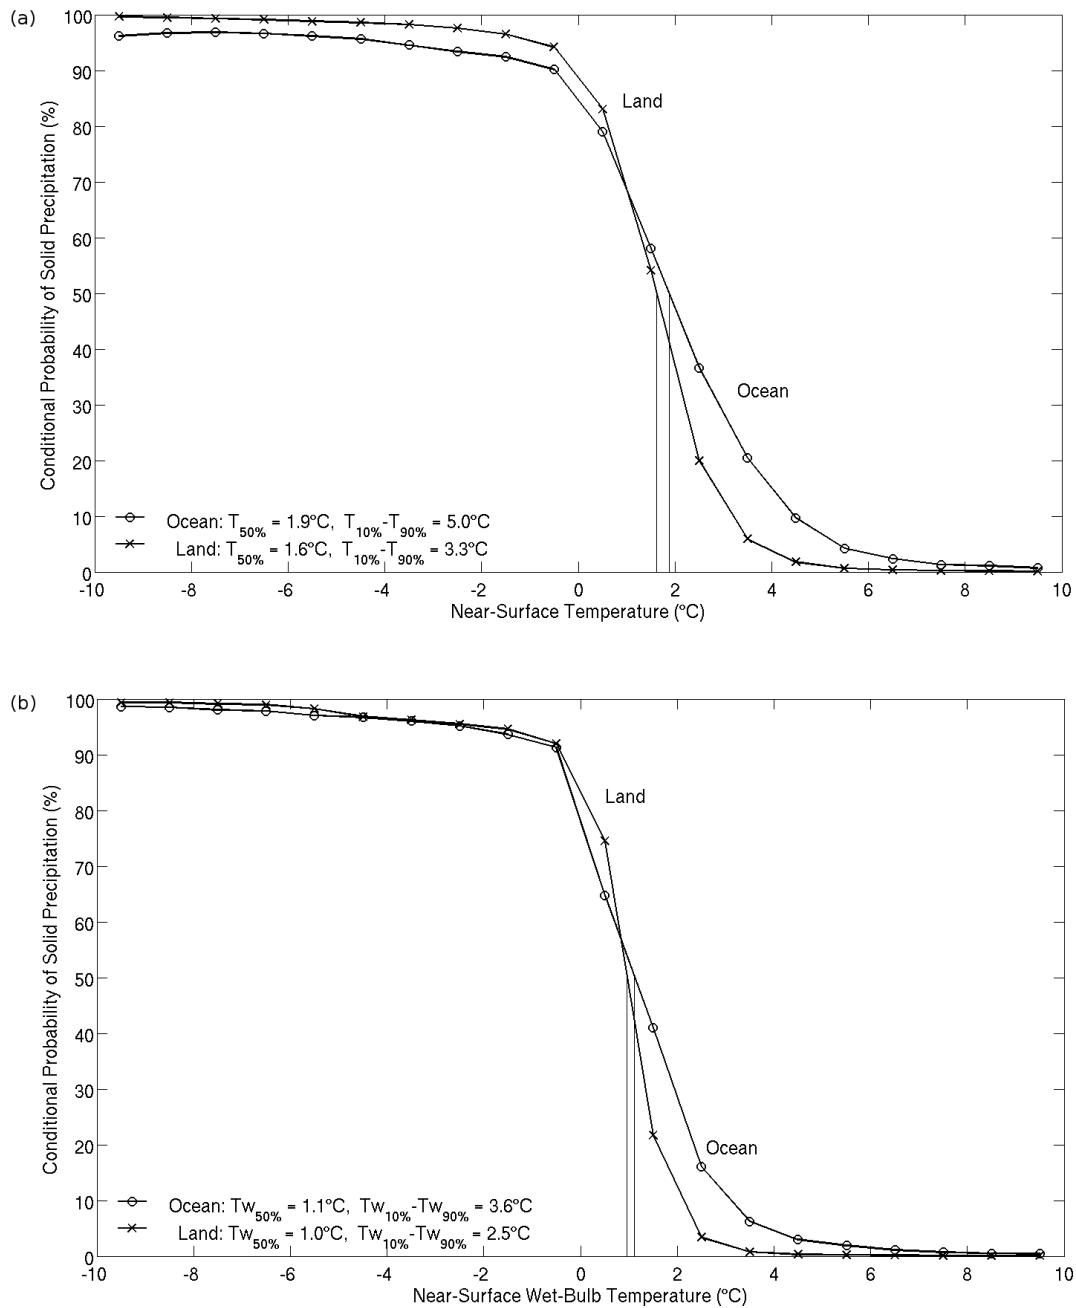 (a)
100
90
80
70
60
50
40
30
20
10
0
Conditional Probability of Solid Precipitation (%)
Land
Ocean
Ocean: T50% = 1.9ºC, T10%-T90% = 5.0ºC
Land: T50% = 1.6ºC, T10%-T90% = 3.3ºC
-10 -8 -6 -4 -2 0 2 4 6 8 10
Near-Surface Temperature (ºC)
(b)
100
90
80
70
60
50
40
30
20
10
0
Conditional Probability of Solid Precipitation (%)
Land
Ocean
Ocean: Tw50% = 1.1ºC, Tw10%-Tw90% = 3.6ºC
Land: Tw50% = 1.0ºC, Tw10%-Tw90% = 2.5ºC
-10 -8 -6 -4 -2 0 2 4 6 8 10
Near-Surface Wet-Bulb Temperature (ºC)